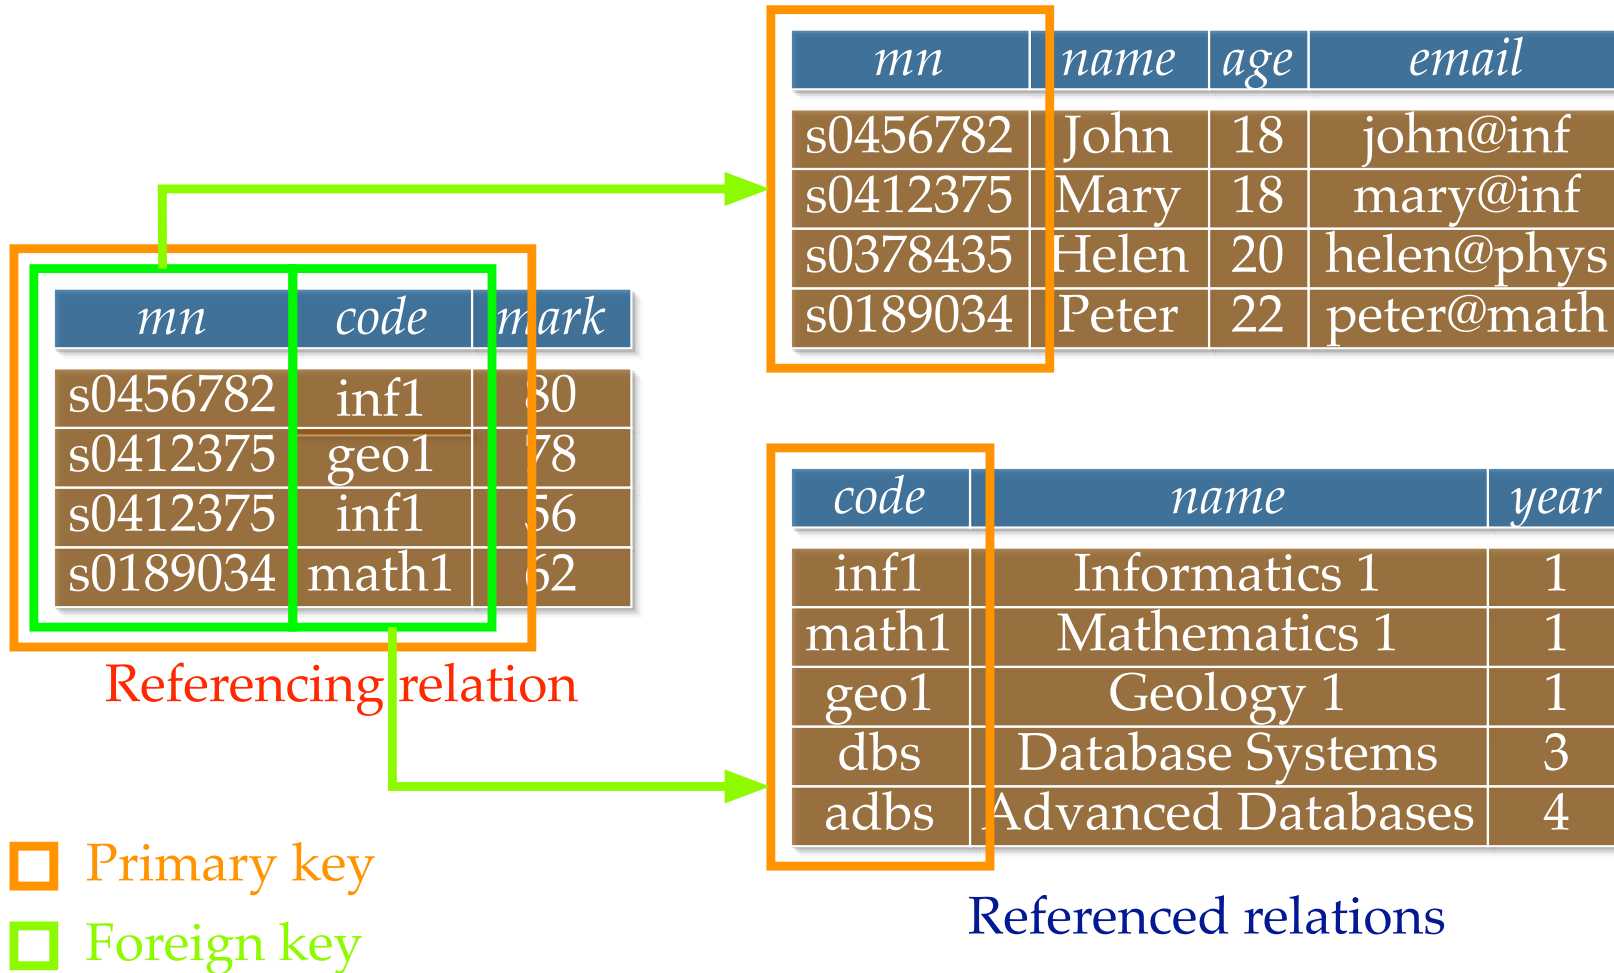 mn name age email
s0456782 John 18 john@inf
s0412375 Mary 18 mary@inf
s0378435 Helen 20 helen@phys
s0189034 Peter 22 peter@math
mn code mark
s0456782 inf1 80
s0412375 geo1 78
s0412375 inf1 56
s0189034 math1 62
Referencing relation
code name year
inf1 Informatics 1 1
math1 Mathematics 1 1
geo1 Geology 1 1
dbs Database Systems 3
adbs Advanced Databases 4
Primary key
Foreign key
Referenced relations